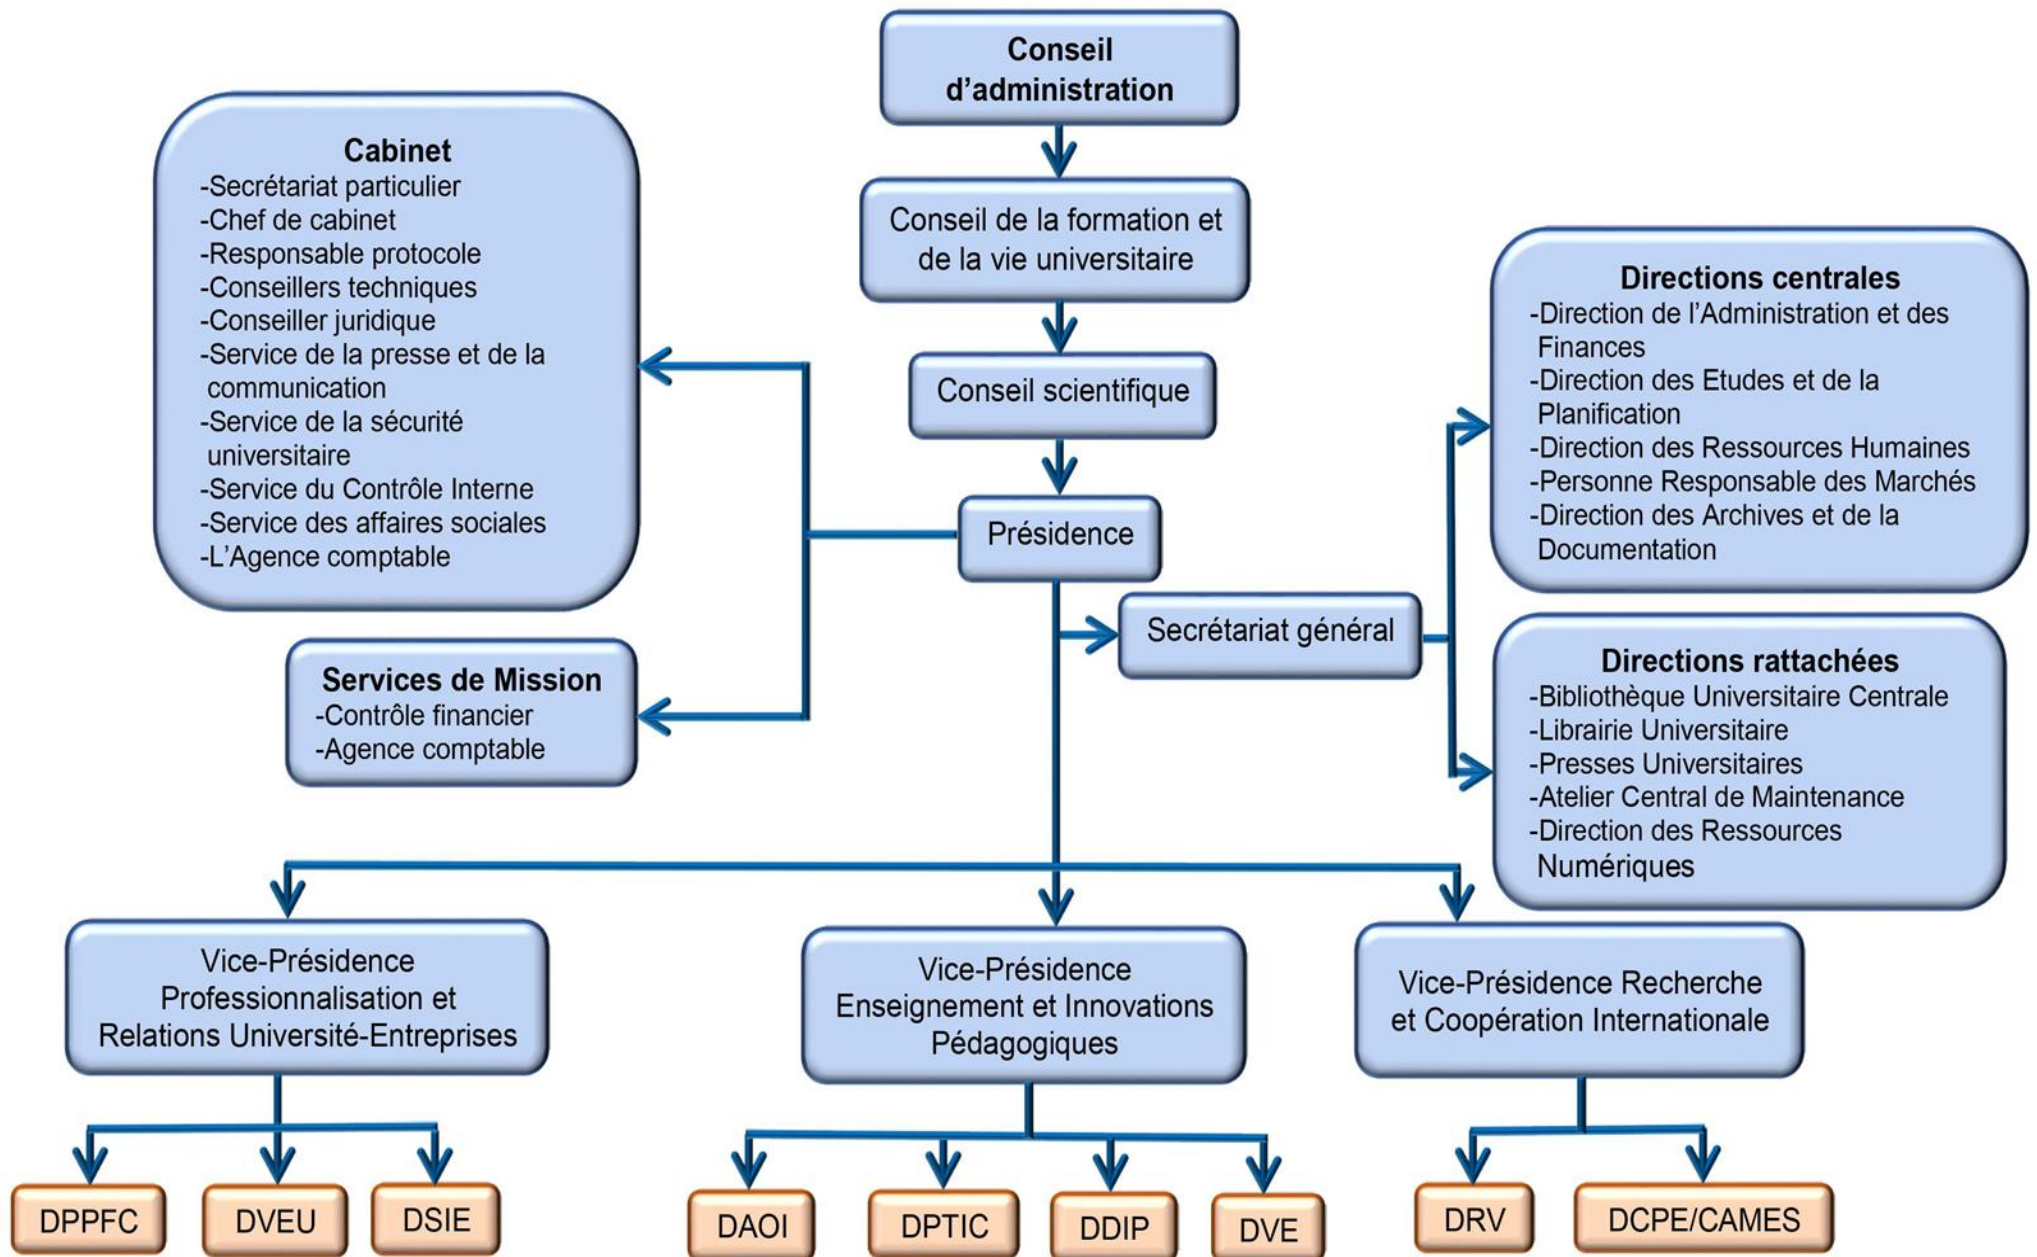 Conseil
d'administration
Cabinet
-Secrétariat particulier
-Chef de cabinet
-Responsable protocole
-Conseillers techniques
-Conseiller juridique
-Service de la presse et de la
communication
-Service de la sécurité
universitaire
-Service du Contrôle Interne
-Service des affaires sociales
-L'Agence comptable
Conseil de la formation et
de la vie universitaire
Conseil scientifique
Présidence
Directions centrales
-Direction de l'Administration et des
Finances
-Direction des Etudes et de la
Planification
-Direction des Ressources Humaines
-Personne Responsable des Marchés
-Direction des Archives et de la
Documentation
Secrétariat général
Services de Mission
-Contrôle financier
-Agence comptable
Directions rattachées
-Bibliothèque Universitaire Centrale
-Librairie Universitaire
-Presses Universitaires
-Atelier Central de Maintenance
-Direction des Ressources
Numériques
Vice-Présidence
Professionnalisation et
Relations Université-Entreprises
Vice-Présidence
Enseignement et Innovations
Pédagogiques
Vice-Présidence Recherche
et Coopération Internationale
DPPFC
DVEU
DSIE
DAOI
DPTIC
DDIP
DVE
DRV
DCPE/CAMES